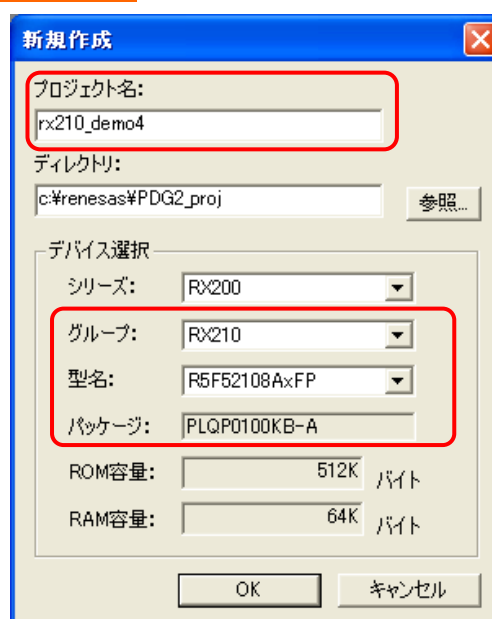 新規作成
プロジェクト名:
rx210_demo4
ディレクトリ:
c:¥renesas¥PDG2_proj
参照...
デバイス選択
シリーズ: RX200
グループ: RX210
型名: R5F52108AxFP
パッケージ: PLQP0100KB-A
ROM容量: 512K バイト
RAM容量: 64K バイト
OK キャンセル